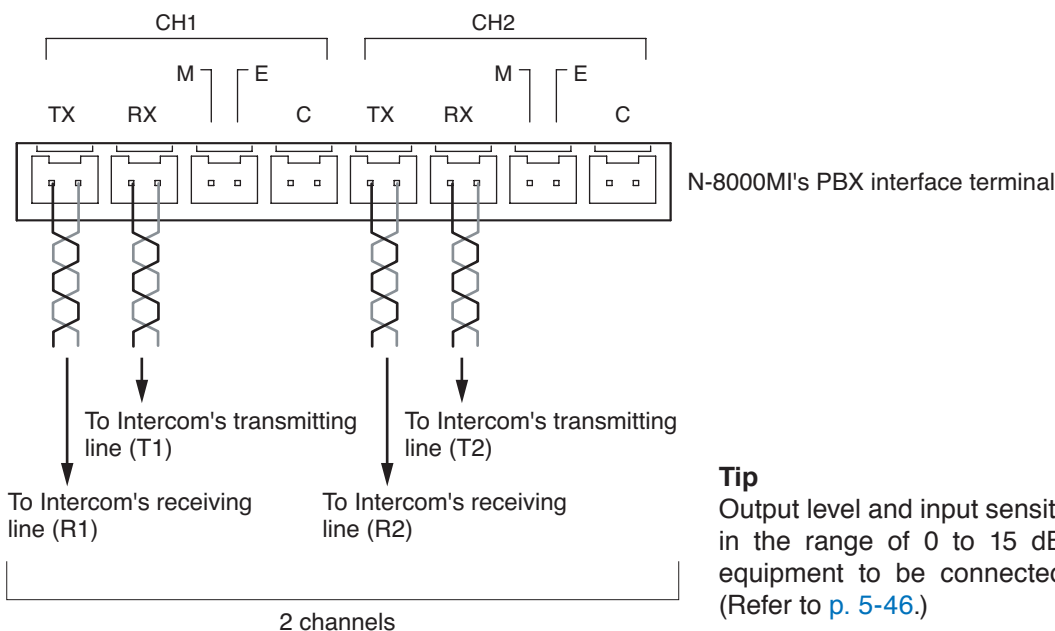 CH1
CH2
M E
M E
TX RX C TX RX C
N-8000MI's PBX interface terminal
To Intercom's transmitting
line (T1)
To Intercom's transmitting
line (T2)
To Intercom's receiving
line (R1)
To Intercom's receiving
line (R2)
2 channels
Tip
Output level and input
in the range of 0 to 15
equipment to be connected
(Refer to p. 5-46.)